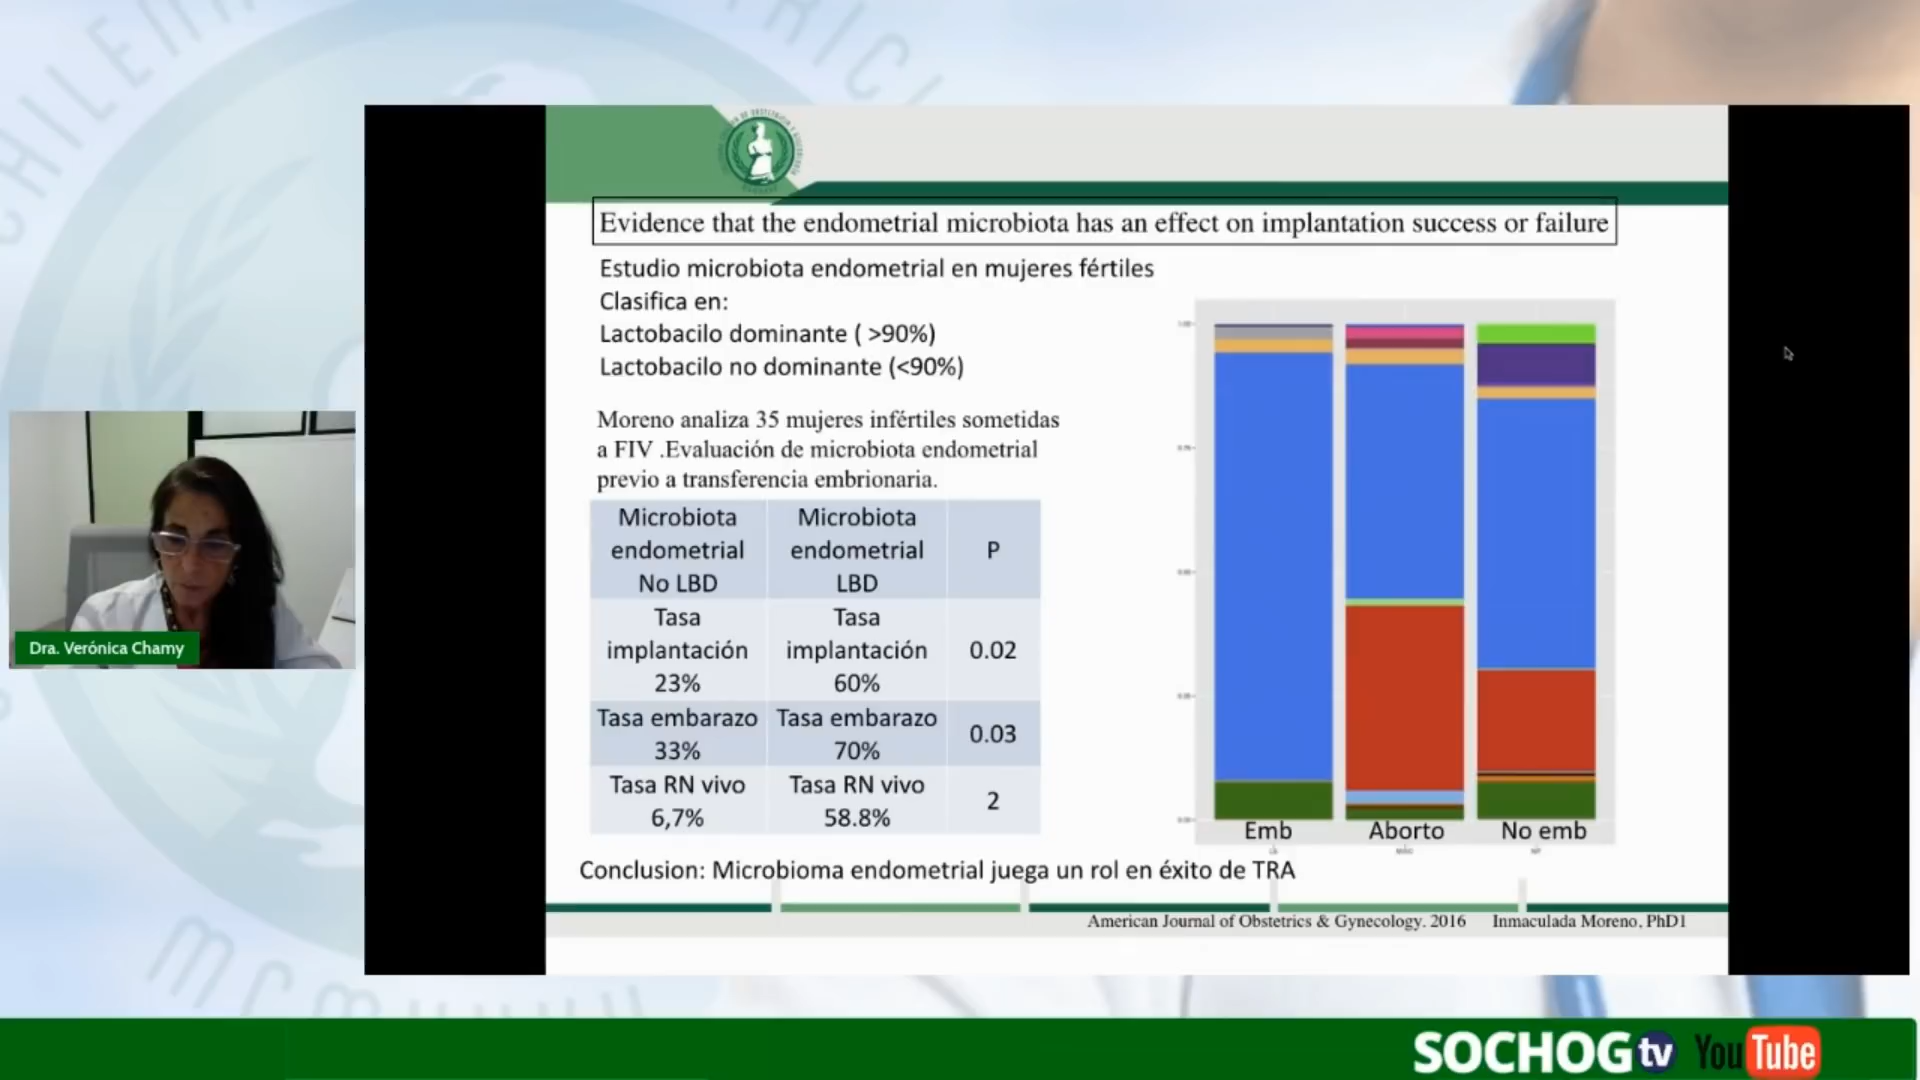 Evidence that the endometrial microbiota has an effect on implantation success or failure
Estudio microbiota endometrial en mujeres fértiles
Clasifica en:
Lactobacilo dominante ( >90%)
Lactobacilo no dominante (<90%)
Moreno analiza 35 mujeres infértiles sometidas
a FIV .Evaluación de microbiota endometrial
previo a transferencia embrionaria.
Microbiota endometrial No LBD
Microbiota endometrial LBD
P
Tasa implantación 23%
Tasa implantación 60%
0.02
Tasa embarazo 33%
Tasa embarazo 70%
0.03
Tasa RN vivo 6,7%
Tasa RN vivo 58.8%
2
Emb Aborto No emb
Conclusion: Microbioma endometrial juega un rol en éxito de TRA
American Journal of Obstetrics & Gynecology. 2016 Inmaculada Moreno, PhD1
Dra. Verónica Chamy
SOCHOG tv YouTube